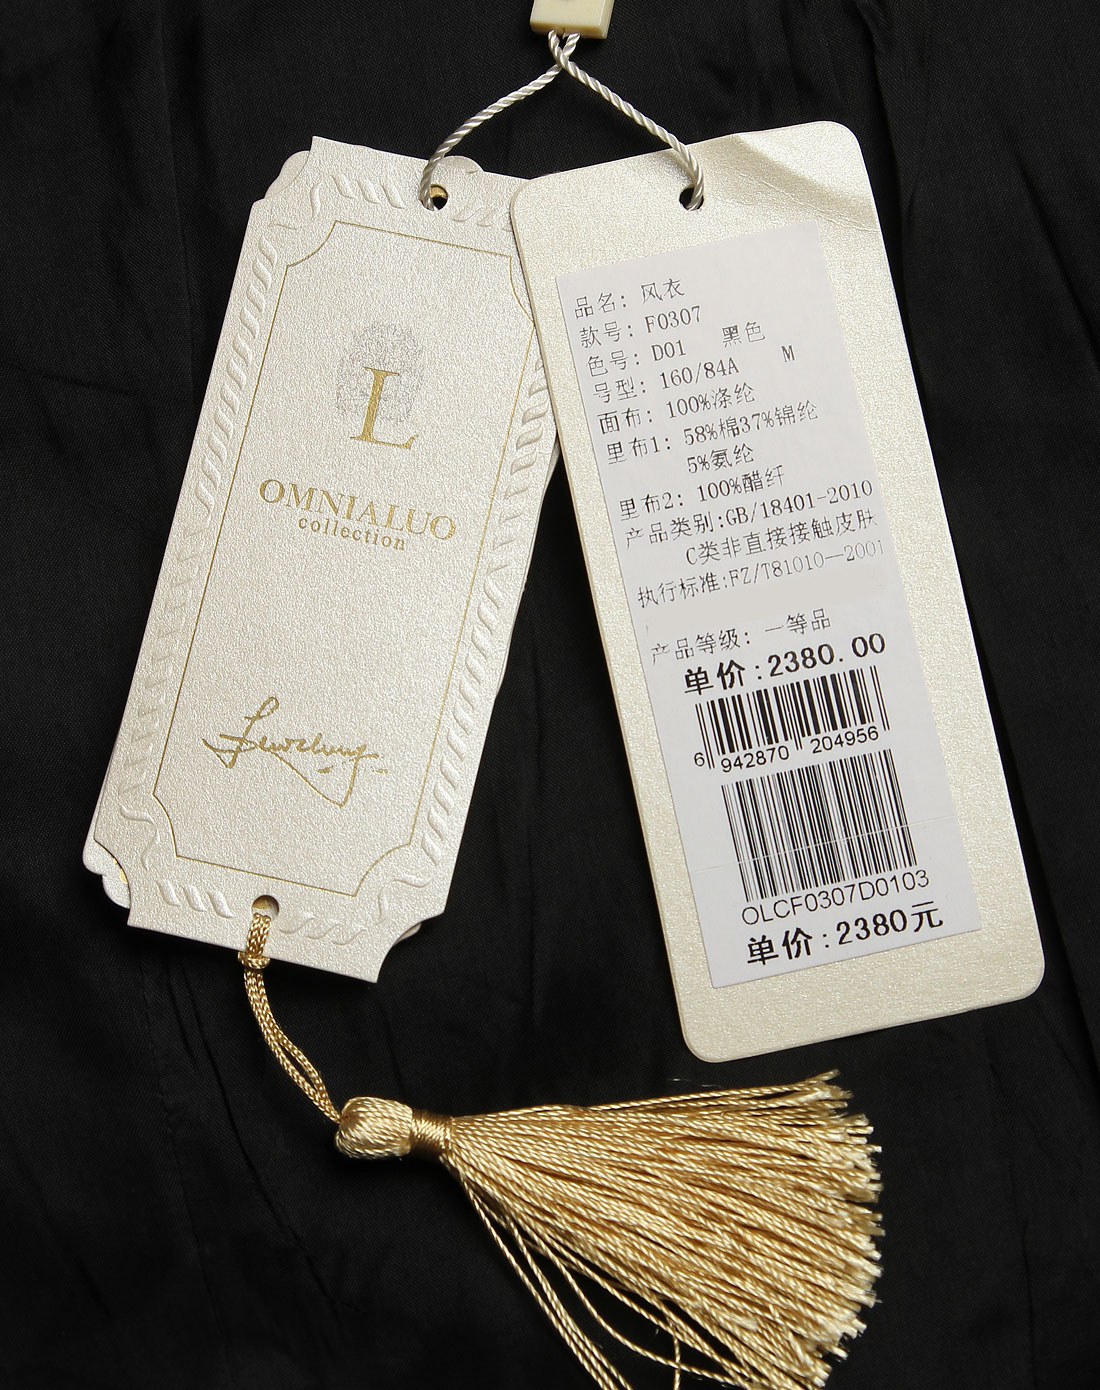 L
OMNIALUO
collection
品名：风衣
款号：F0307
色号：D01 黑色
号型：160/84A M
面布：100%涤纶
里布1：58%棉37%锦纶
5%氨纶
里布2：100%醋纤
产品类别:GB/18401-2010
C类非直接接触皮肤
执行标准:FZ/T81010—2001
产品等级：一等品
单价:2380.00
6 942870 204956
OLCF0307D0103
单价:2380元